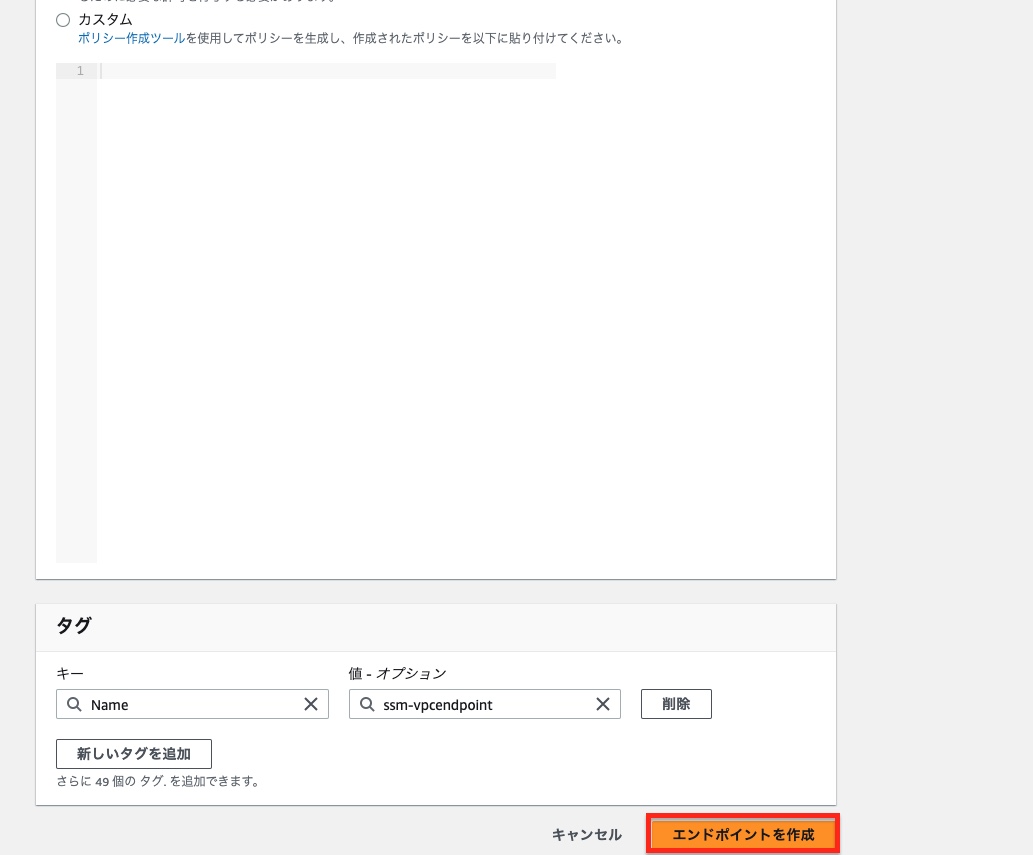 カスタム
ポリシー作成ツールを使用してポリシーを生成し、作成されたポリシーを以下に貼り付けてください。
1
タグ
キー
値 - オプション
Name
ssm-vpcendpoint
削除
新しいタグを追加
さらに 49 個の タグ. を追加できます。
キャンセル
エンドポイントを作成